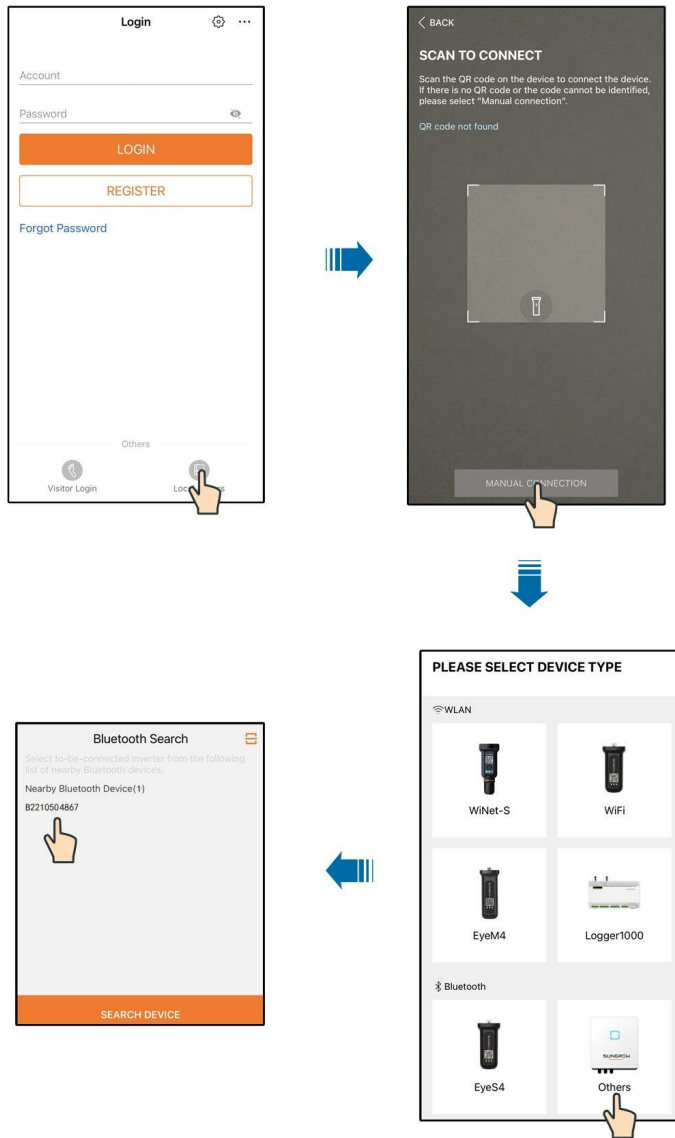 Login
Account
Password
LOGIN
REGISTER
Forgot Password
Others
Visitor Login
BACK
SCAN TO CONNECT
Scan the QR code on the device to connect the device.
If there is no QR code or the code cannot be identified,
please select "Manual connection".
QR code not found
MANUAL CONNECTION
PLEASE SELECT DEVICE TYPE
WLAN
WiNet-S
WiFi
EyeM4
Logger1000
Bluetooth
EyeS4
SUNGROW
Others
Bluetooth Search
Select to-be-connected inverter from the following
list of nearby Bluetooth devices.
Nearby Bluetooth Device(1)
B2210504867
SEARCH DEVICE